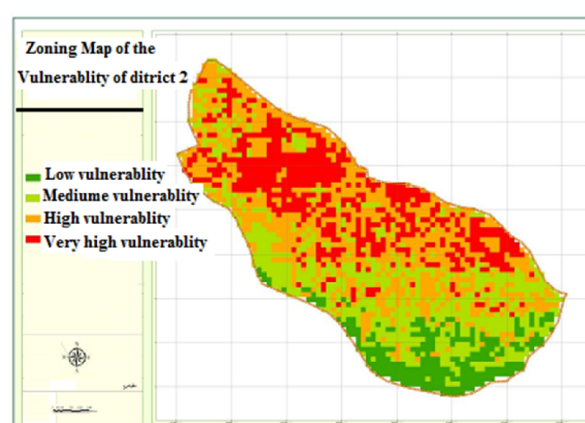 Zoning Map of the
Vulnerablity of ditrict 2
Low vulnerablity
Mediume vulnerablity
High vulnerablity
Very high vulnerablity